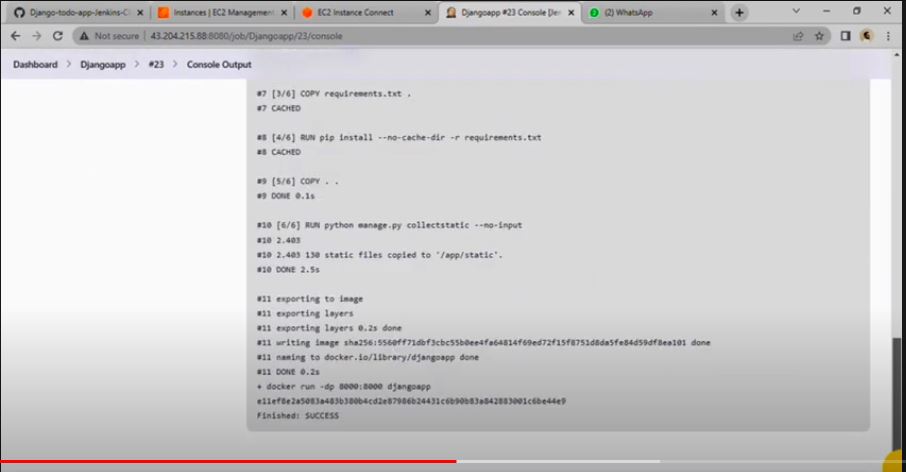 Django-todo-app-Jenkins-C
Instances | EC2 Management
EC2 Instance Connect
Djangoapp #23 Console [Jen
(2) WhatsApp
Not secure | 43.204.215.88:8080/job/Djangoapp/23/console
Dashboard > Djangoapp > #23 > Console Output
#7 [3/6] COPY requirements.txt .
#7 CACHED
#8 [4/6] RUN pip install --no-cache-dir -r requirements.txt
#8 CACHED
#9 [5/6] COPY . .
#9 DONE 0.1s
#10 [6/6] RUN python manage.py collectstatic --no-input
#10 2.403
#10 2.403 130 static files copied to '/app/static'.
#10 DONE 2.5s
#11 exporting to image
#11 exporting layers
#11 exporting layers 0.2s done
#11 writing image sha256:5560ff71dbf3cbc55b0ee4fa64814f69ed72f15f8751d8da5fe84d59df8ea101 done
#11 naming to docker.io/library/djangoapp done
#11 DONE 0.2s
+ docker run -dp 8000:8000 djangoapp
e11ef8e2a5083a483b380b4cd2e87986b24431c6b90b83a842883001c6be44e9
Finished: SUCCESS